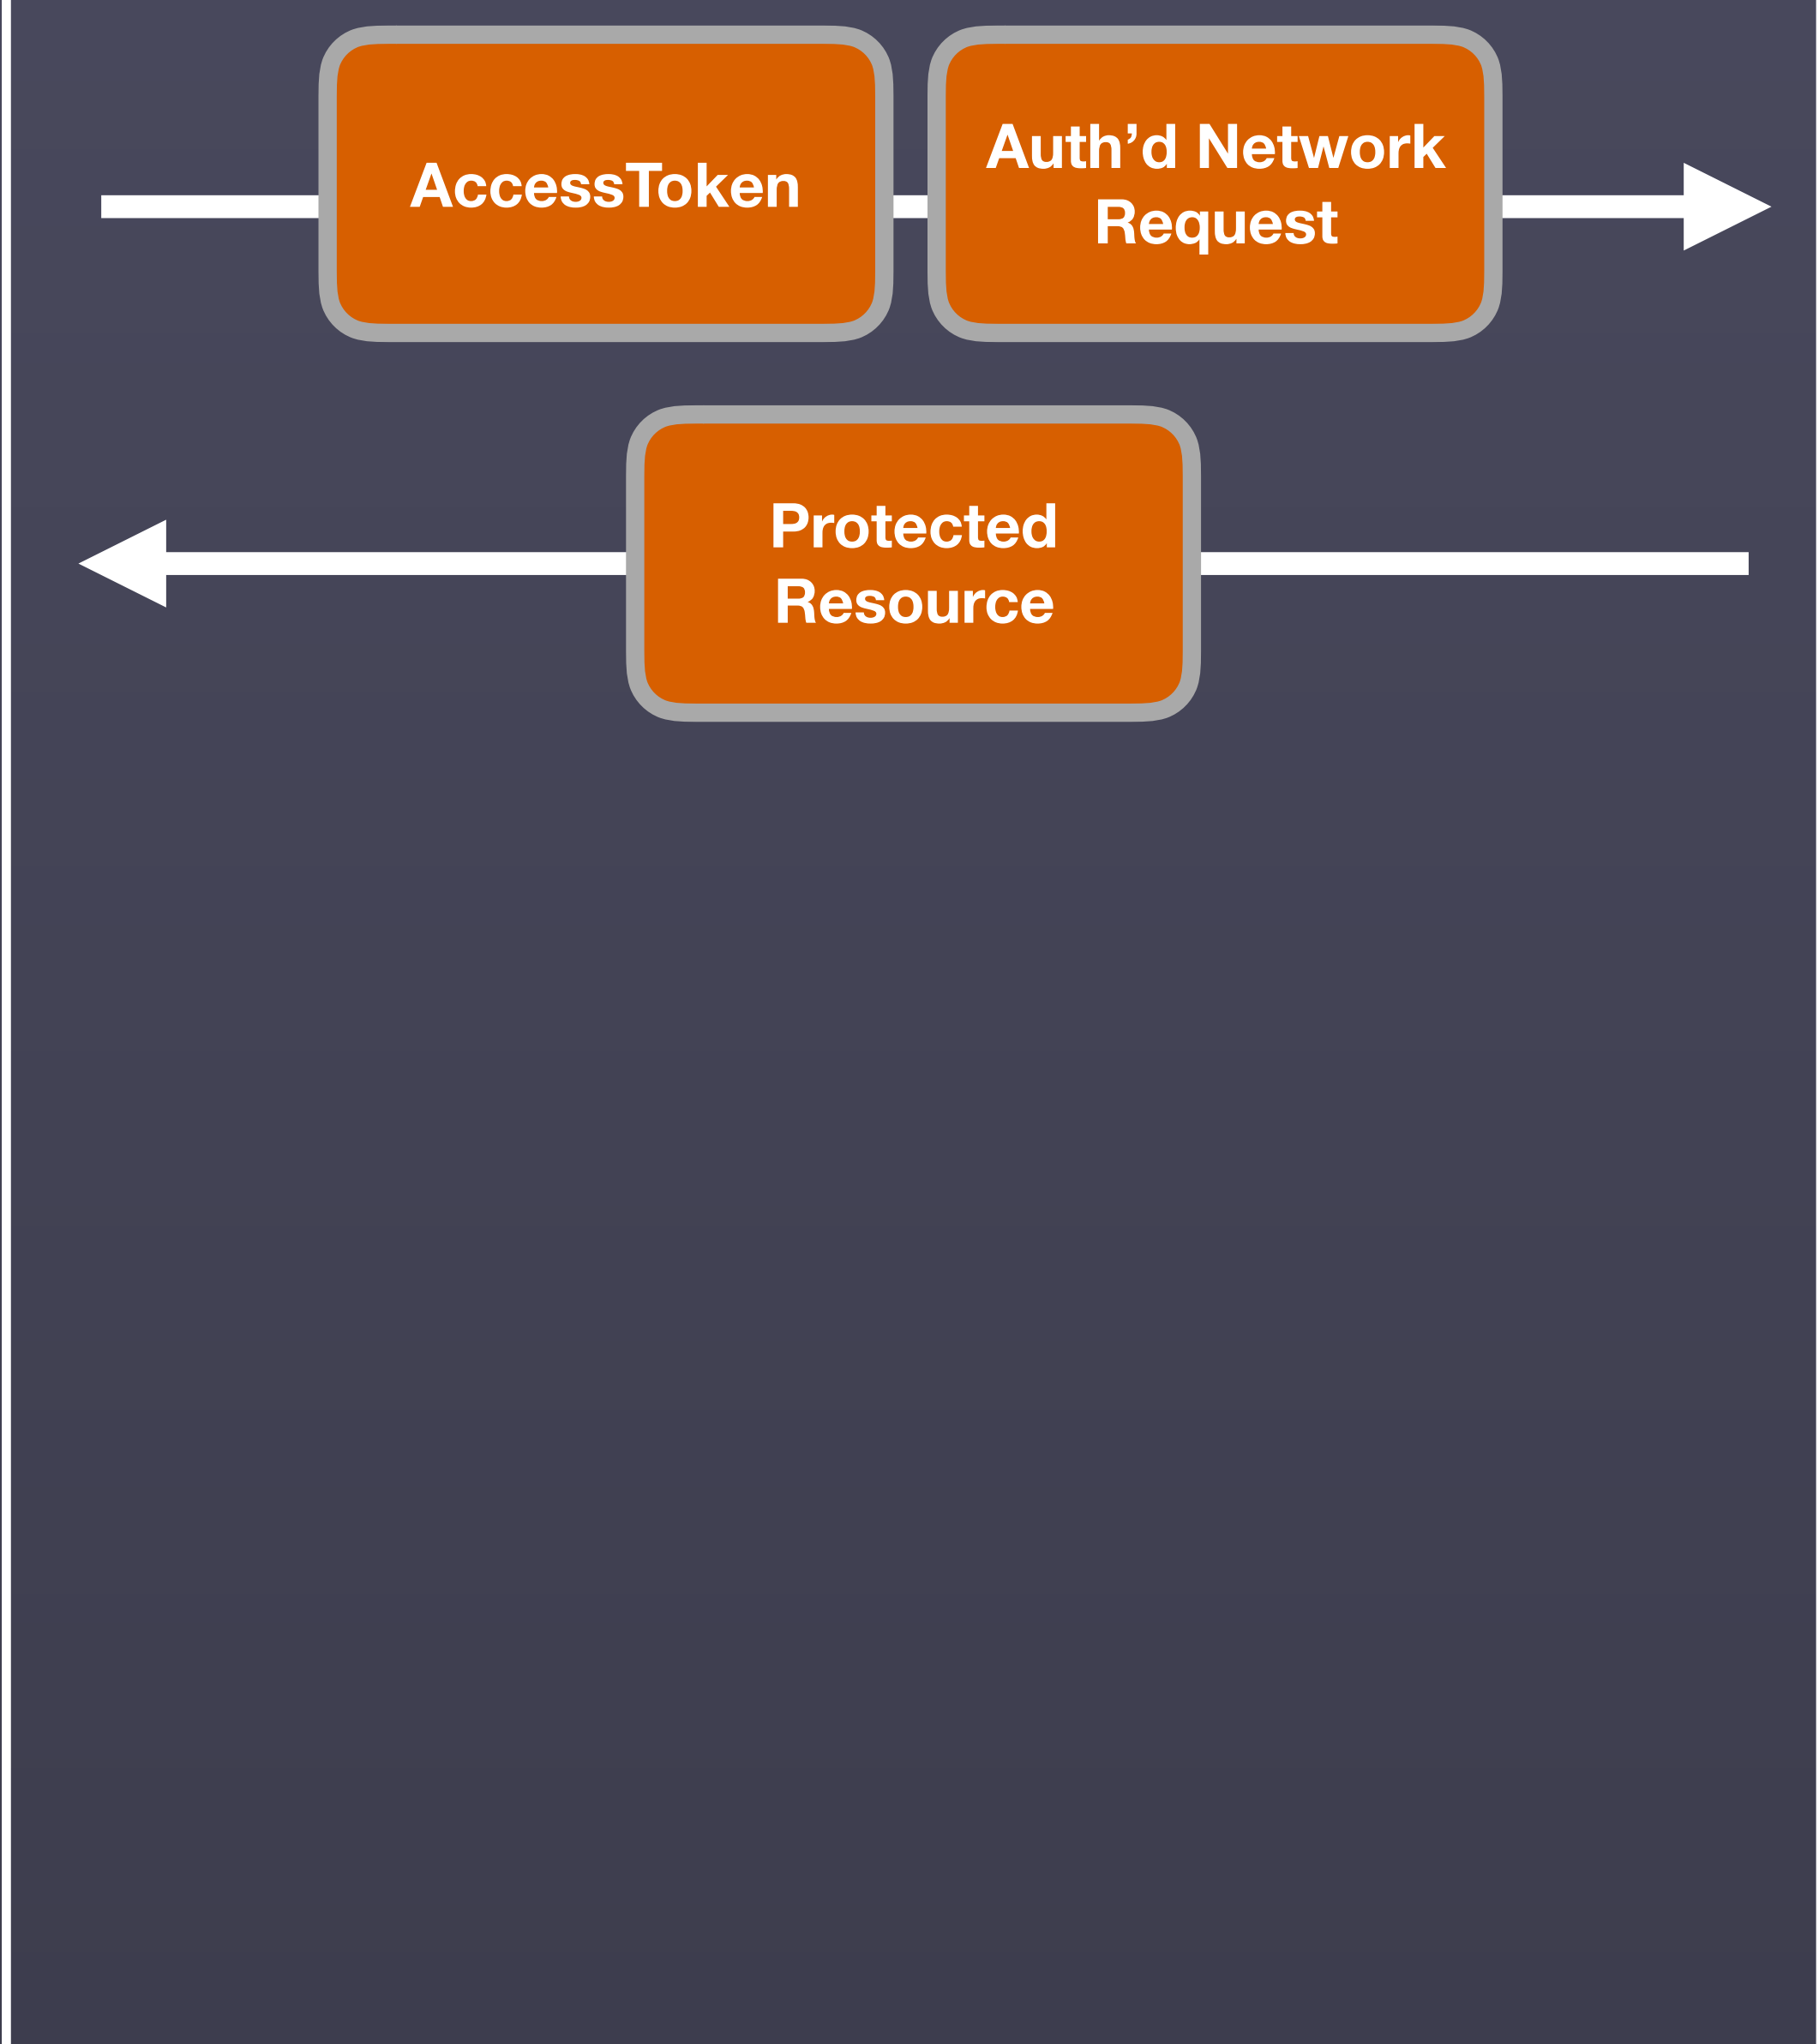 AccessToken
Auth’d Network
Request
Protected
Resource